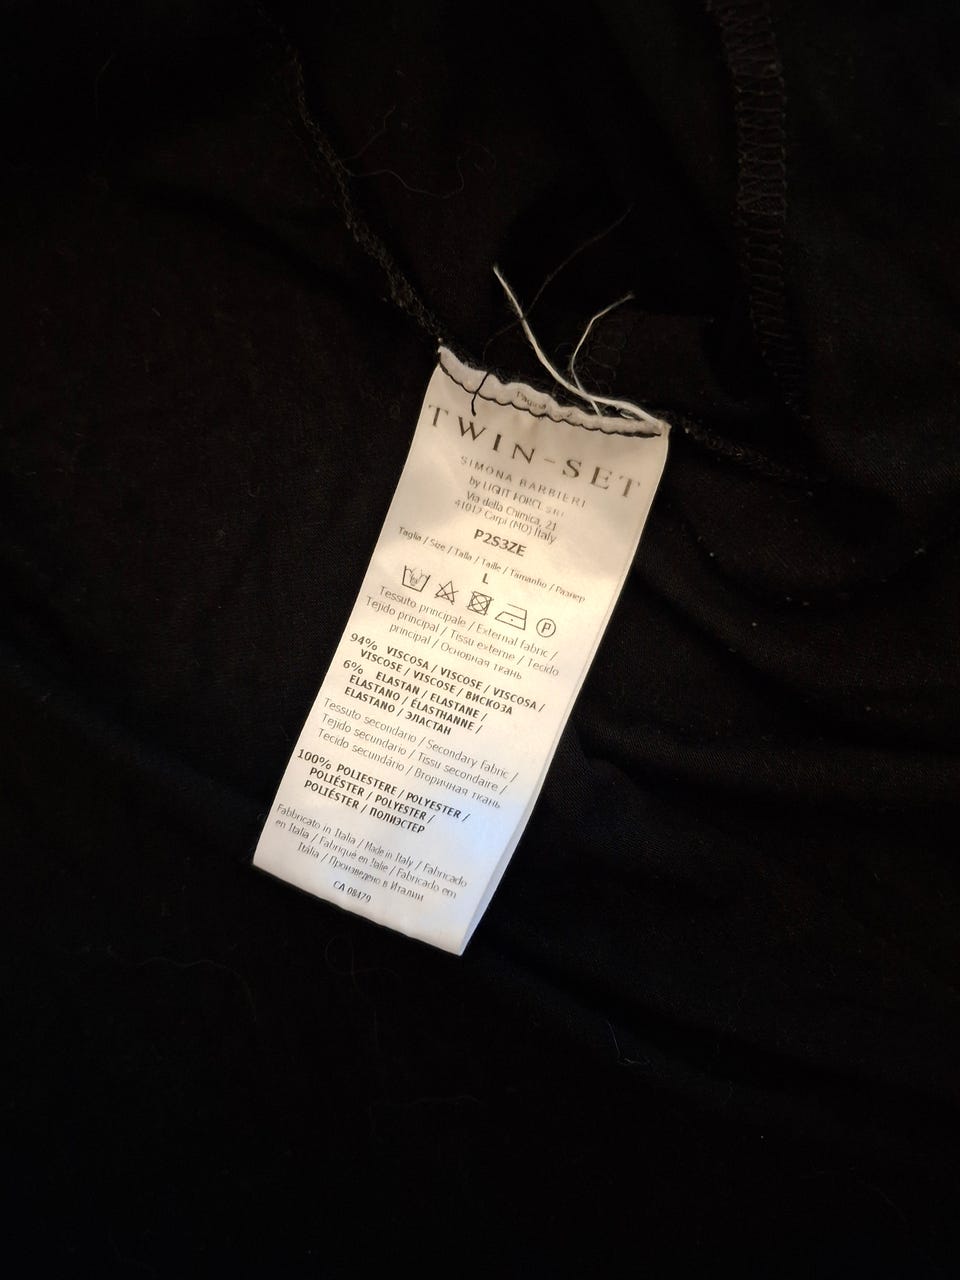 TWIN-SET
SIMONA BARBIERI
by LIGHT FORCE SRL
Via della Chimica, 21
41012 Carpi (MO) Italy
P2S3ZE
Taglia / Size / Talla / Taille / Tamanho / Размер
L
P
Tessuto principale / External fabric /
Tejido principal / Tissu externe / Tecido
principal / Основная ткань
94% VISCOSA / VISCOSE / VISCOSA /
VISCOSE / VISCOSE / ВИСКОЗА
6% ELASTAN / ELASTANE /
ELASTANO / ÉLASTHANNE /
ELASTANO / ЭЛАСТАН
Tessuto secondario / Secondary fabric /
Tejido secundario / Tissu secondaire /
Tecido secundário / Вторичная ткань
100% POLIESTERE / POLYESTER /
POLIÉSTER / POLYESTER /
POLIÉSTER / ПОЛИЭСТЕР
Fabbricato in Italia / Made in Italy / Fabricado
en Italia / Fabriqué en Italie / Fabricado em
Itália / Произведено в Италии
CA 08479